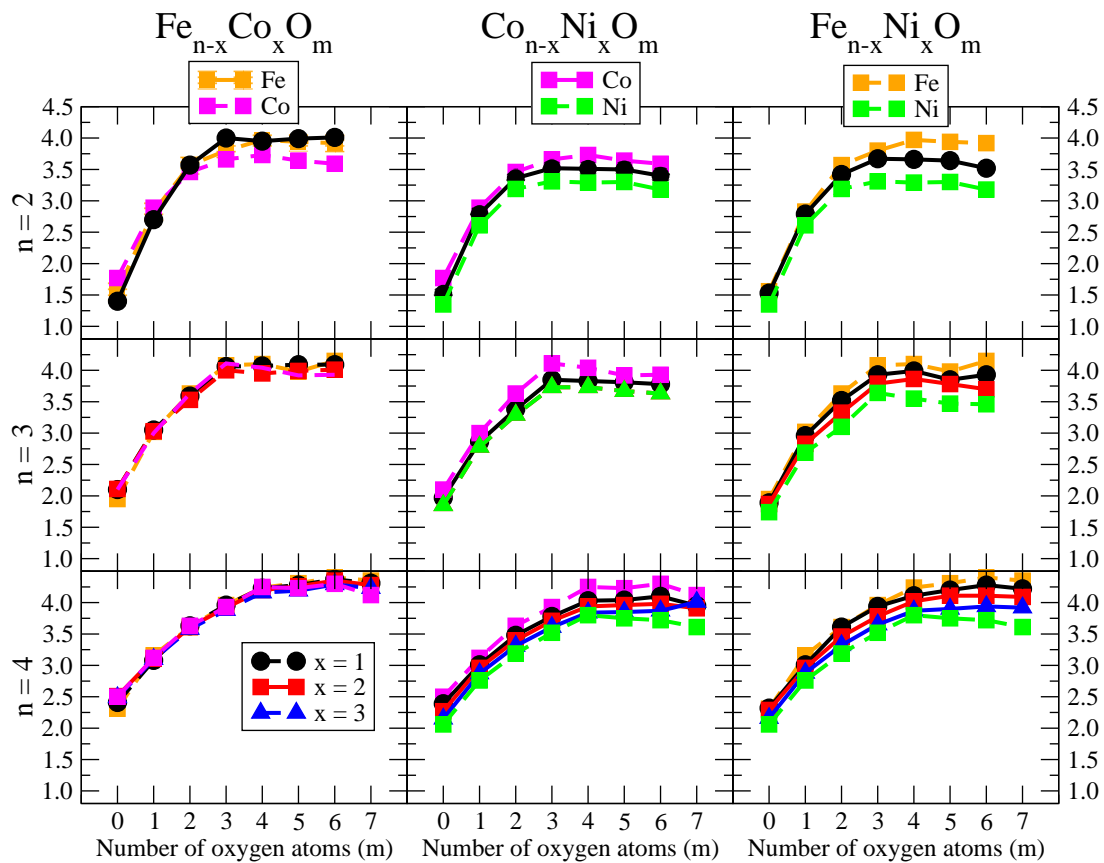 Fe_{n-x}Co_xO_m Co_{n-x}Ni_xO_m Fe_{n-x}Ni_xO_m
Fe Co Fe
Co Ni Ni
4.5 4.5
4.0 4.0
3.5 3.5
3.0 3.0
2.5 2.5
2.0 2.0
1.5 1.5
1.0 1.0
n = 2
4.0 4.0
3.5 3.5
3.0 3.0
2.5 2.5
2.0 2.0
1.5 1.5
1.0 1.0
n = 3
4.0 4.0
3.5 3.5
3.0 3.0
2.5 2.5
2.0 2.0
1.5 1.5
1.0 1.0
n = 4
x = 1
x = 2
x = 3
0 1 2 3 4 5 6 7 0 1 2 3 4 5 6 7 0 1 2 3 4 5 6 7
Number of oxygen atoms (m) Number of oxygen atoms (m) Number of oxygen atoms (m)